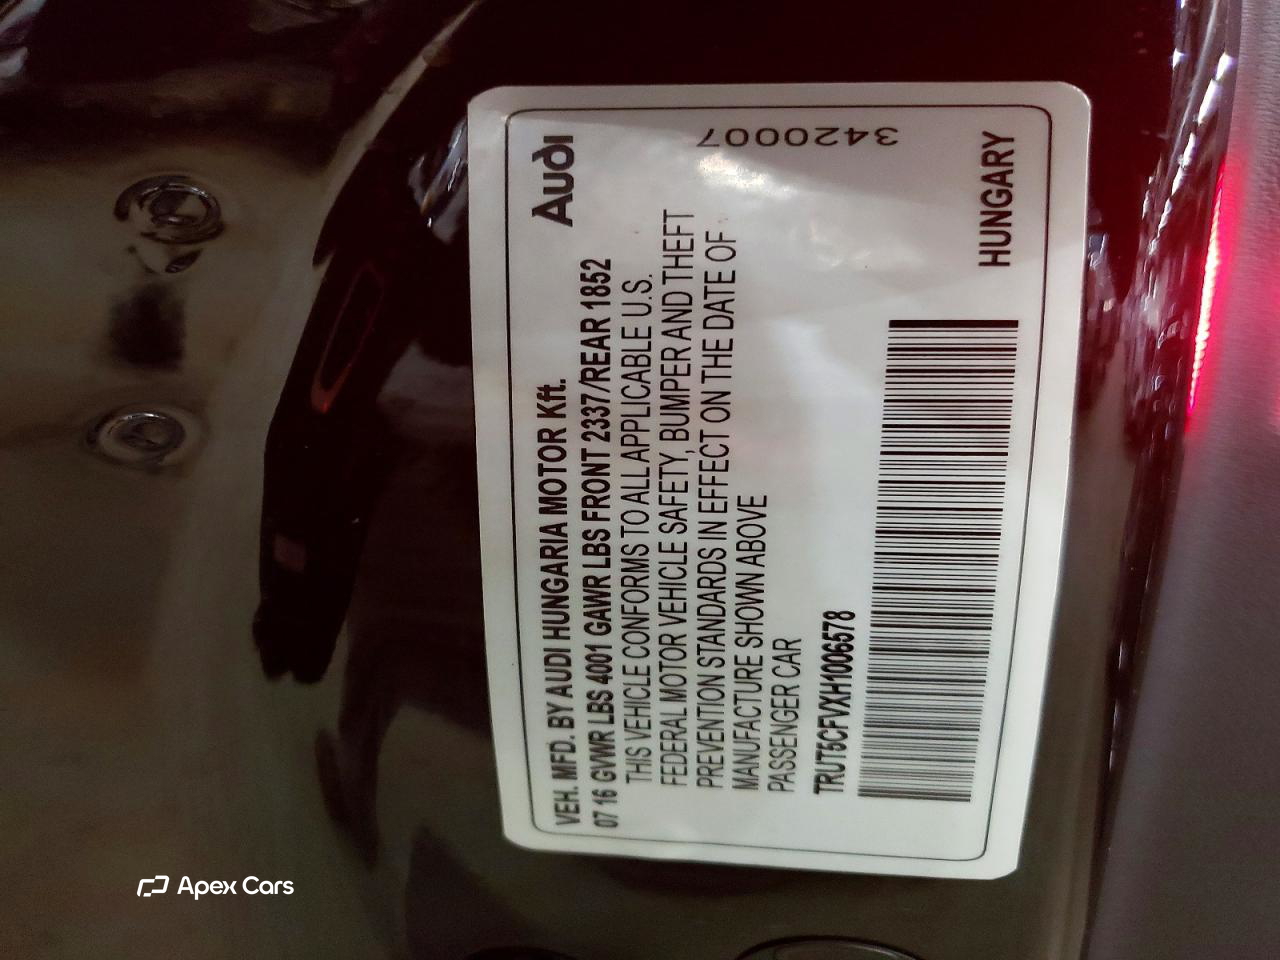 Audi
VEH. MFD. BY AUDI HUNGARIA MOTOR Kft.
07 16 GVWR LBS 4001 GAWR LBS FRONT 2337/REAR 1852
THIS VEHICLE CONFORMS TO ALL APPLICABLE U.S.
FEDERAL MOTOR VEHICLE SAFETY, BUMPER AND THEFT
PREVENTION STANDARDS IN EFFECT ON THE DATE OF
MANUFACTURE SHOWN ABOVE
PASSENGER CAR
TRUT5CFVXH1006578
3420007
HUNGARY
Apex Cars